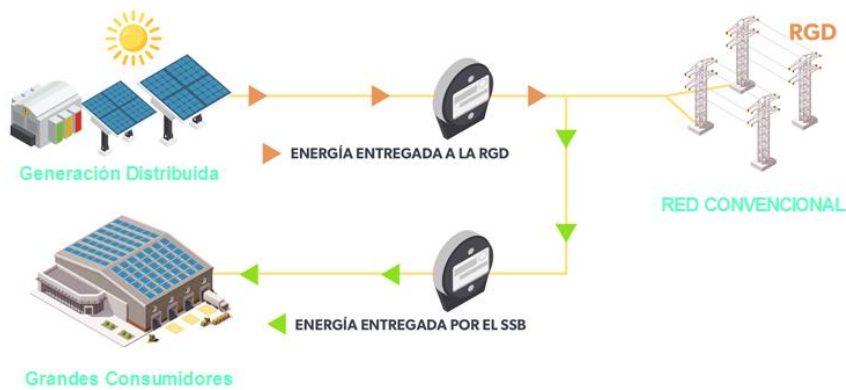 RGD
ENERGÍA ENTREGADA A LA RGD
Generación Distribuida
RED CONVENCIONAL
ENERGÍA ENTREGADA POR EL SSB
Grandes Consumidores